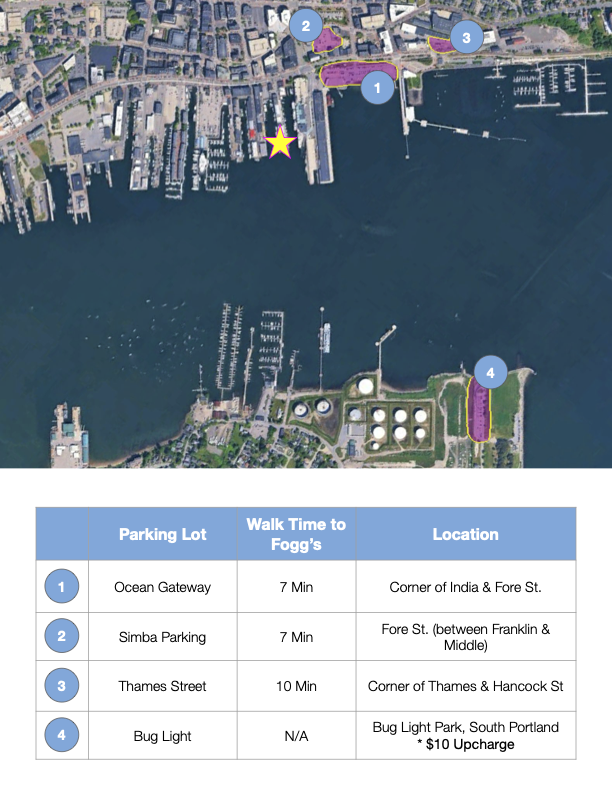 2
3
1
4
Parking Lot
Walk Time to
Fogg's
Location
1
Ocean Gateway
7 Min
Corner of India & Fore St.
2
Simba Parking
7 Min
Fore St. (between Franklin &
Middle)
3
Thames Street
10 Min
Corner of Thames & Hancock St
4
Bug Light
N/A
Bug Light Park, South Portland
* $10 Upcharge